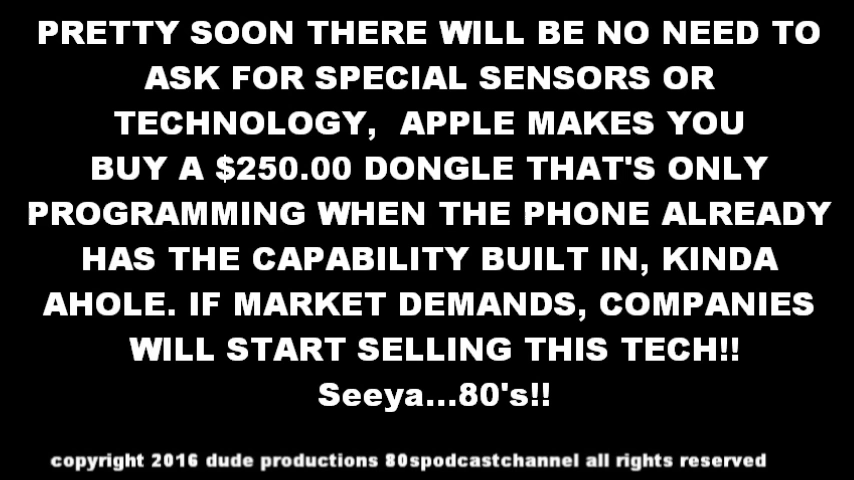 PRETTY SOON THERE WILL BE NO NEED TO
ASK FOR SPECIAL SENSORS OR
TECHNOLOGY,  APPLE MAKES YOU
BUY A $250.00 DONGLE THAT'S ONLY
PROGRAMMING WHEN THE PHONE ALREADY
HAS THE CAPABILITY BUILT IN, KINDA
AHOLE. IF MARKET DEMANDS, COMPANIES
WILL START SELLING THIS TECH!!
Seeya...80's!!
copyright 2016 dude productions 80spodcastchannel all rights reserved